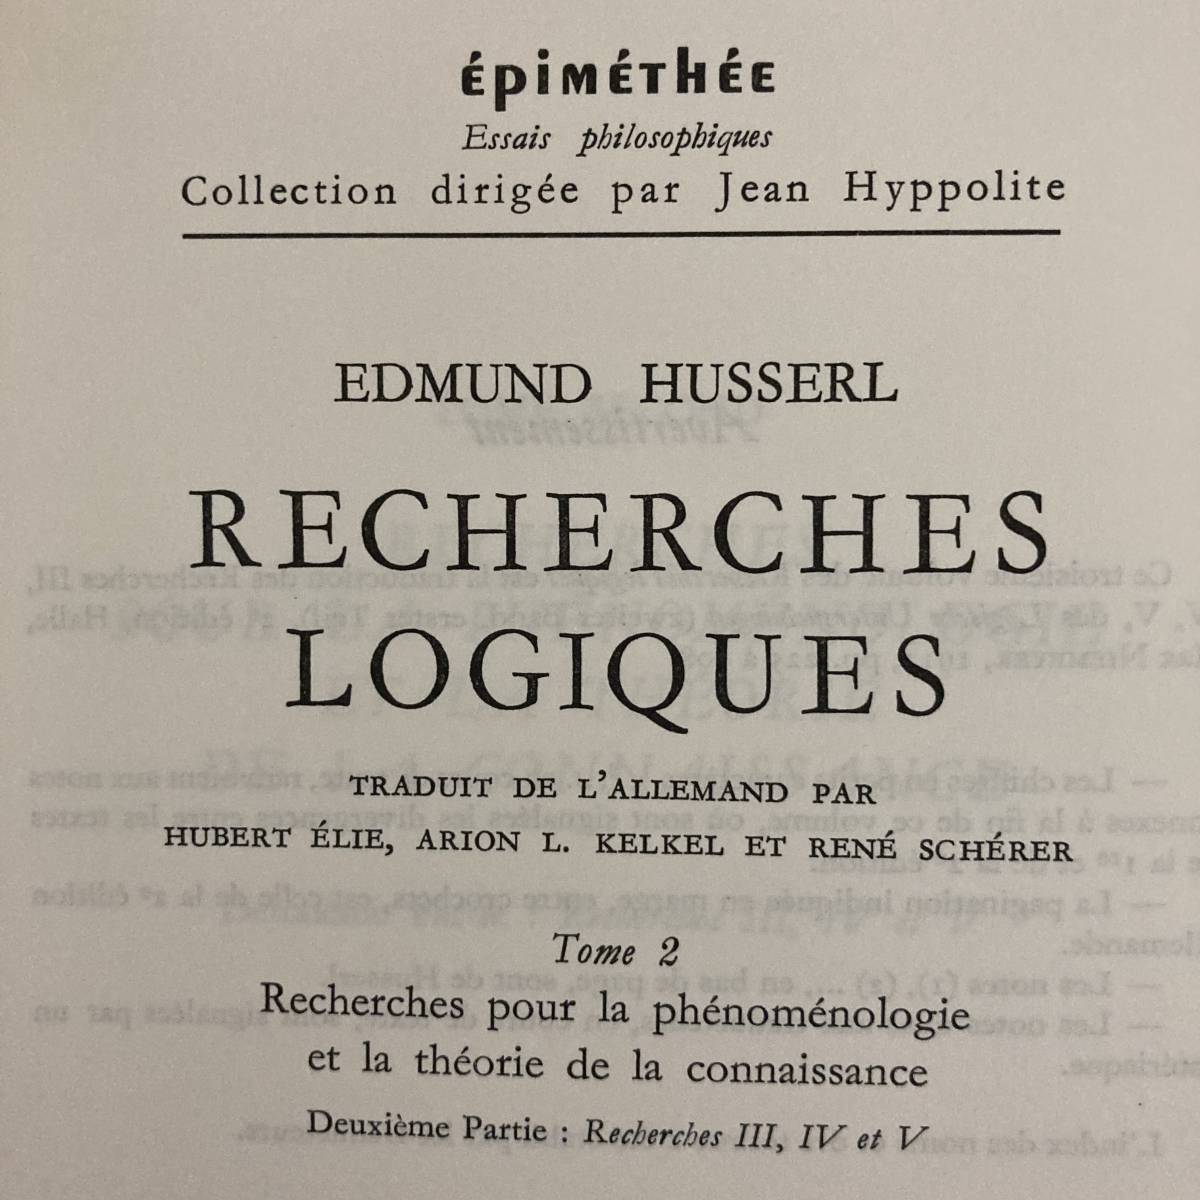 épiméthée
Essais philosophiques
Collection dirigée par Jean Hyppolite
EDMUND HUSSERL
RECHERCHES
LOGIQUES
TRADUIT DE L'ALLEMAND PAR
HUBERT ÉLIE, ARION L. KELKEL ET RENÉ SCHÉRER
Tome 2
Recherches pour la phénoménologie
et la théorie de la connaissance
Deuxième Partie : Recherches III, IV et V